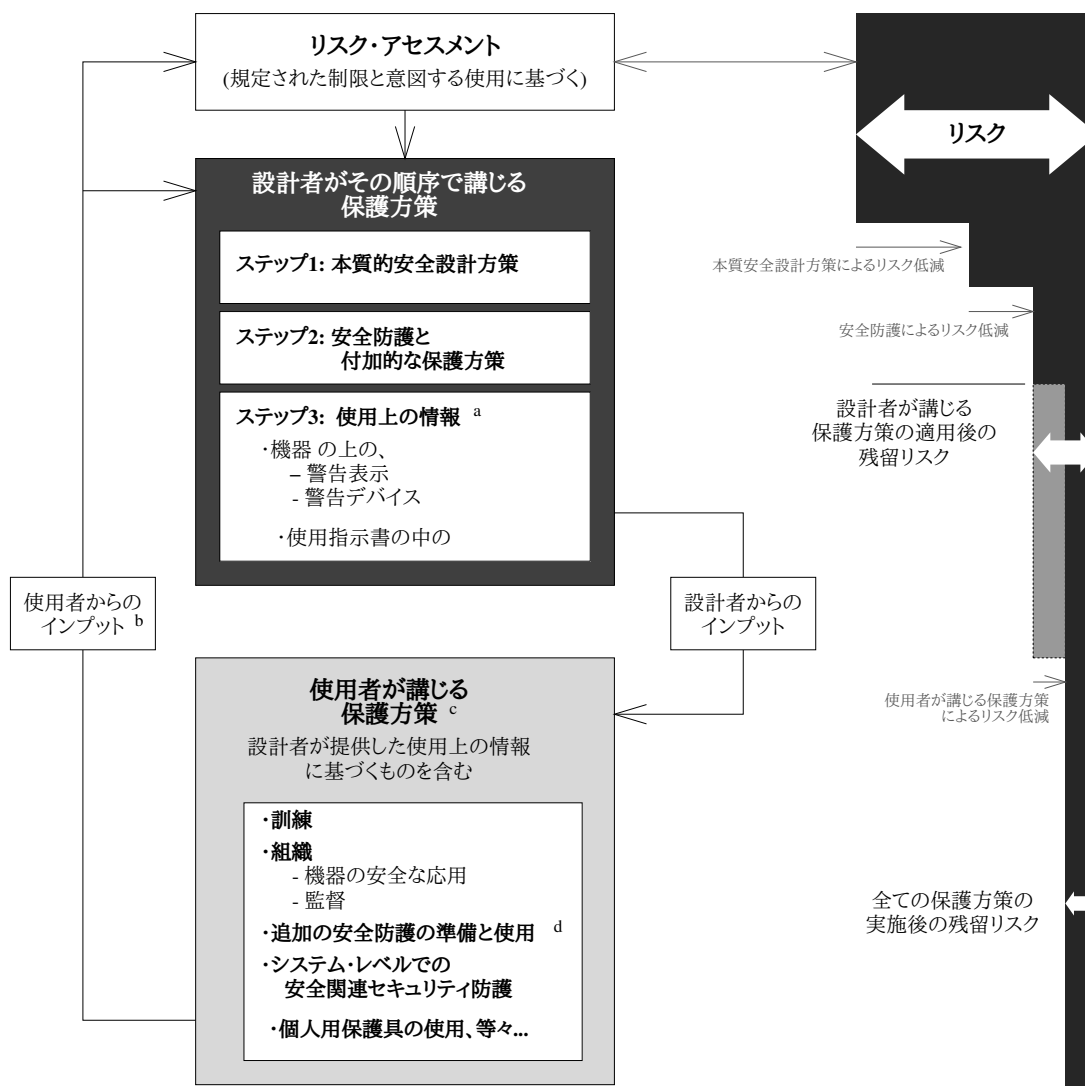 リスク・アセスメント
(規定された制限と意図する使用に基づく)
設計者がその順序で講じる
保護方策
ステップ1: 本質的安全設計方策
ステップ2: 安全防護と
付加的な保護方策
ステップ3: 使用上の情報 a
・機器 の上の、
– 警告表示
- 警告デバイス
・使用指示書の中の
使用者からの
インプット b
設計者からの
インプット
使用者が講じる
保護方策 c
設計者が提供した使用上の情報
に基づくものを含む
・訓練
・組織
- 機器の安全な応用
- 監督
・追加の安全防護の準備と使用 d
・システム・レベルでの
安全関連セキュリティ防護
・個人用保護具の使用、等々...
リスク
本質安全設計方策によるリスク低減
安全防護によるリスク低減
設計者が講じる
保護方策の適用後の
残留リスク
使用者が講じる保護方策
によるリスク低減
全ての保護方策の
実施後の残留リスク